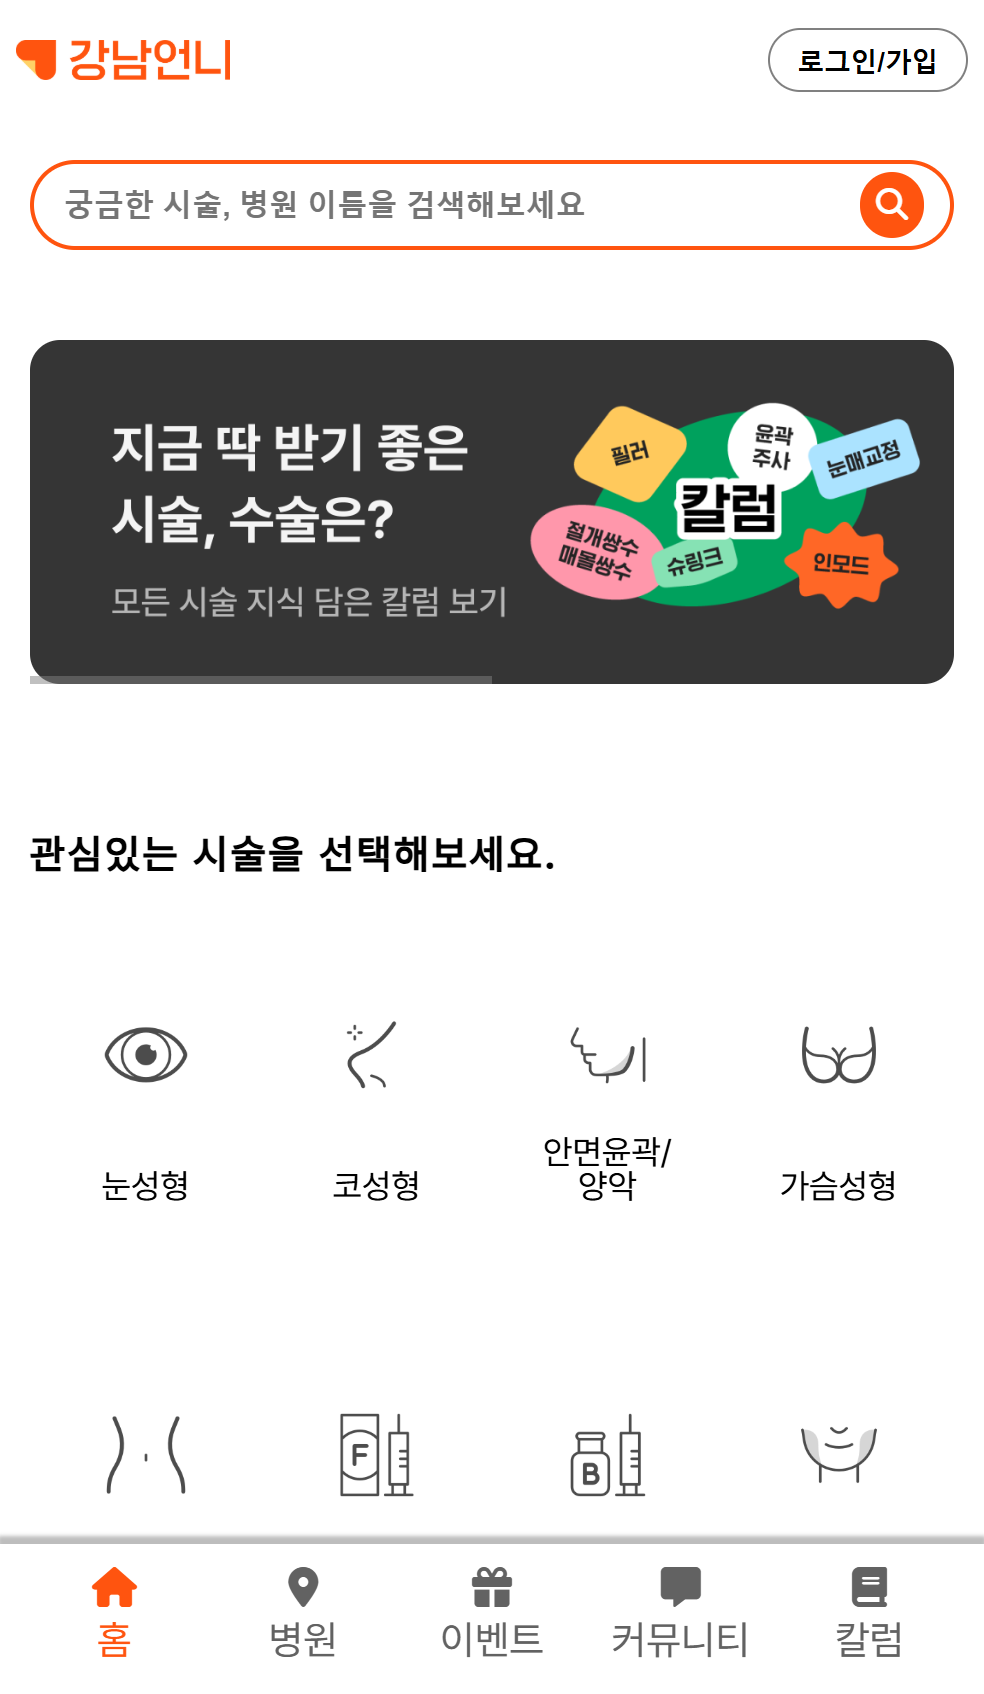 강남언니
로그인/가입
궁금한 시술, 병원 이름을 검색해보세요
지금 딱 받기 좋은
시술, 수술은?
모든 시술 지식 담은 칼럼 보기
필러
윤곽
주사
눈매교정
칼럼
절개쌍수
매몰쌍수
슈링크
인모드
관심있는 시술을 선택해보세요.
눈성형
코성형
안면윤곽/
양악
가슴성형
F
B
홈
병원
이벤트
커뮤니티
칼럼